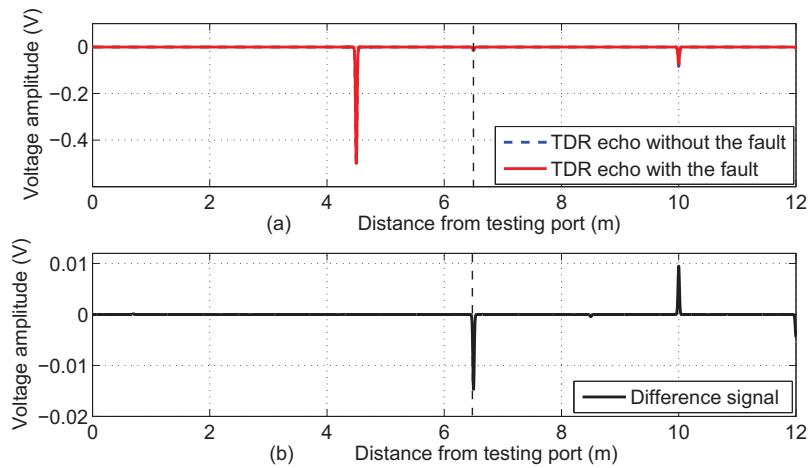 Voltage amplitude (V)
0
−0.2
−0.4
TDR echo without the fault
TDR echo with the fault
0 2 4 6 8 10 12
(a) Distance from testing port (m)
Voltage amplitude (V)
0.01
0
−0.01
−0.02
Difference signal
0 2 4 6 8 10 12
(b) Distance from testing port (m)